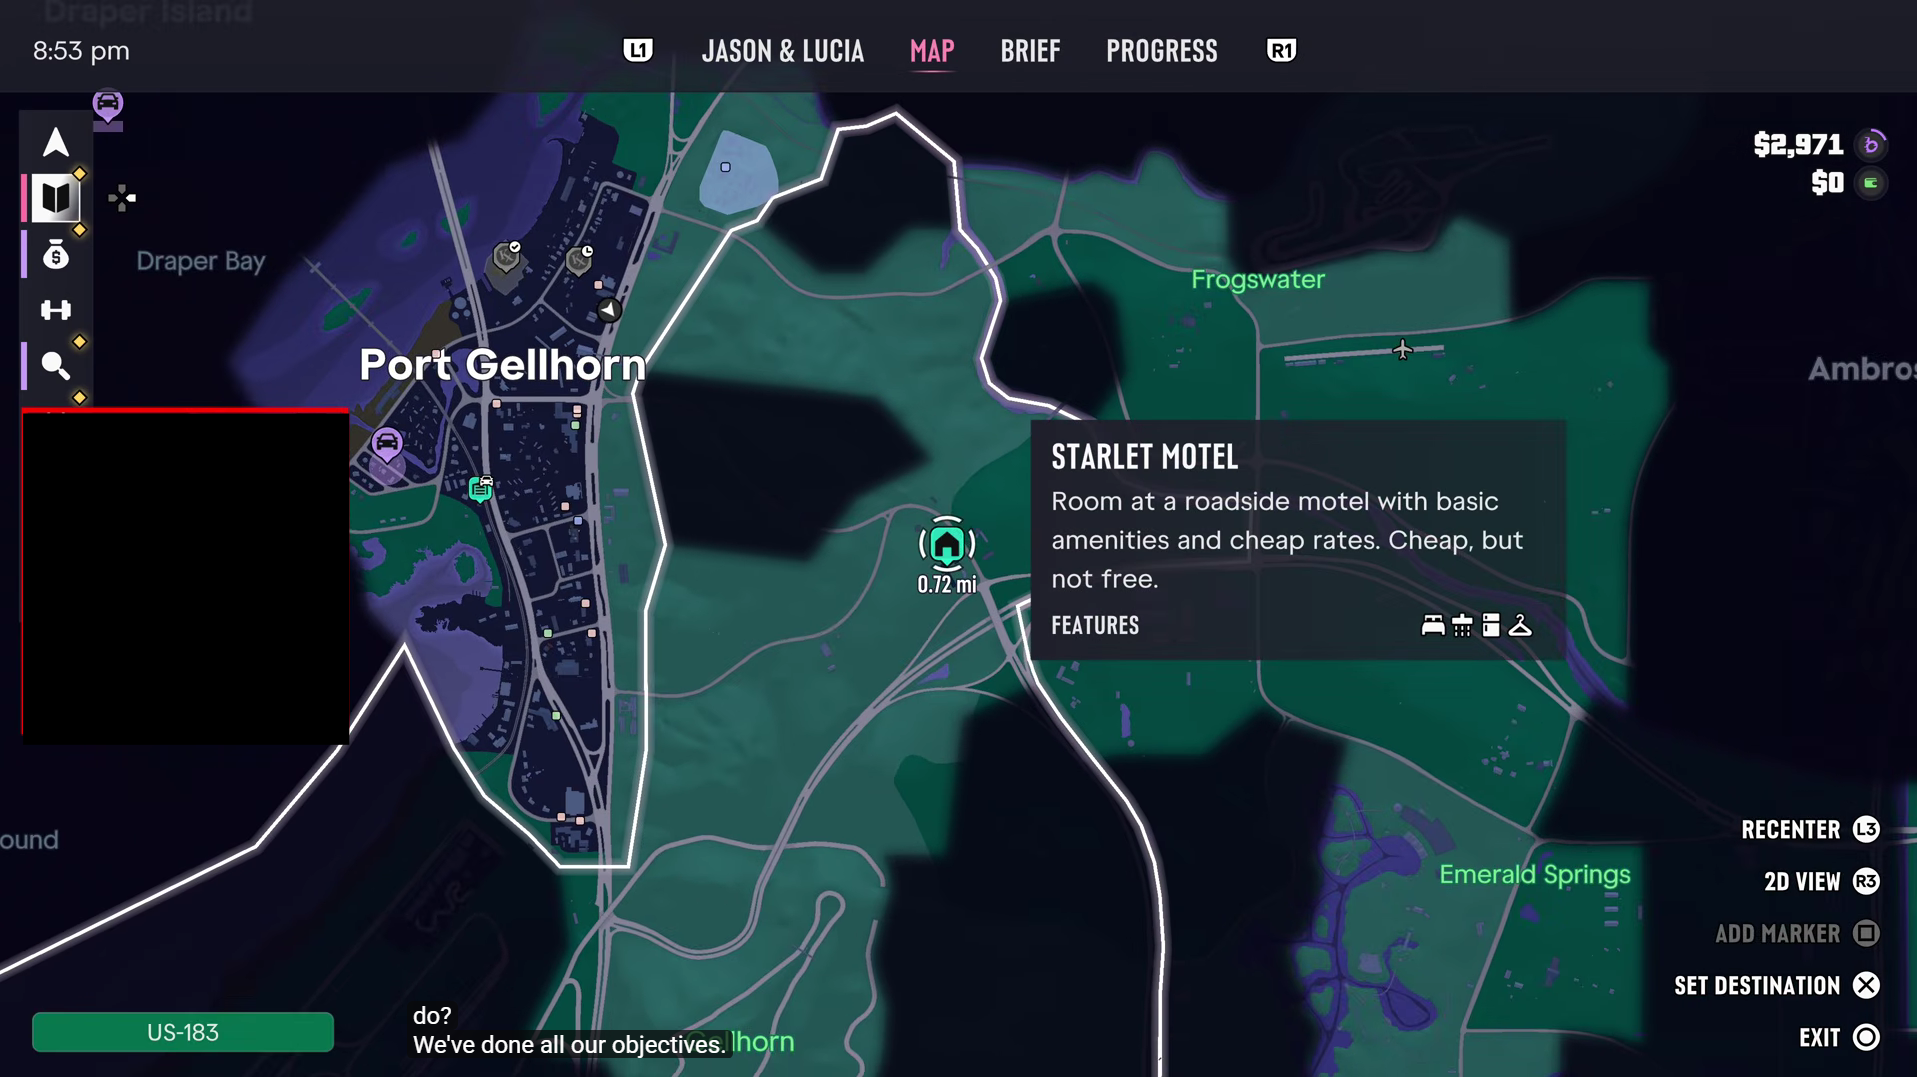 Draper Island
8:53 pm
L1
JASON & LUCIA
MAP
BRIEF
PROGRESS
R1
$2,971
$0
Draper Bay
Frogswater
Port Gellhorn
Ambros
STARLET MOTEL
Room at a roadside motel with basic
amenities and cheap rates. Cheap, but
not free.
FEATURES
0.72 mi
ound
RECENTER L3
Emerald Springs
2D VIEW R3
ADD MARKER
SET DESTINATION
EXIT
US-183
do?
We've done all our objectives.
lhorn